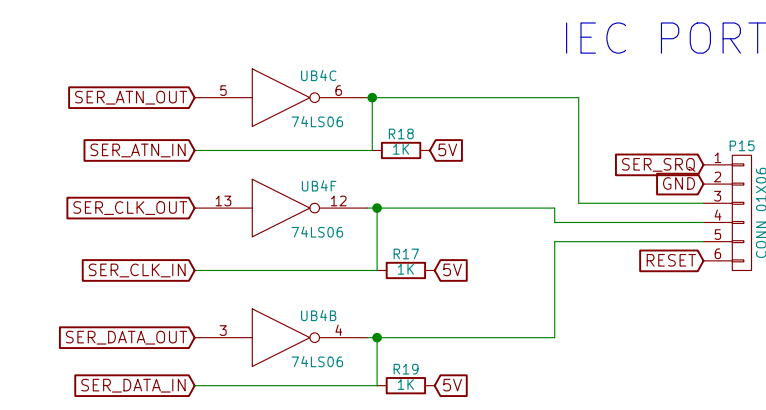 IEC PORT
UB4C
SER_ATN_OUT 5 6
74LS06
R18
SER_ATN_IN 1K 5V
P15
SER_SRQ 1
GND 2
3
4
5
RESET 6
CONN_01X06
UB4F
SER_CLK_OUT 13 12
74LS06
R17
SER_CLK_IN 1K 5V
UB4B
SER_DATA_OUT 3 4
74LS06
R19
SER_DATA_IN 1K 5V